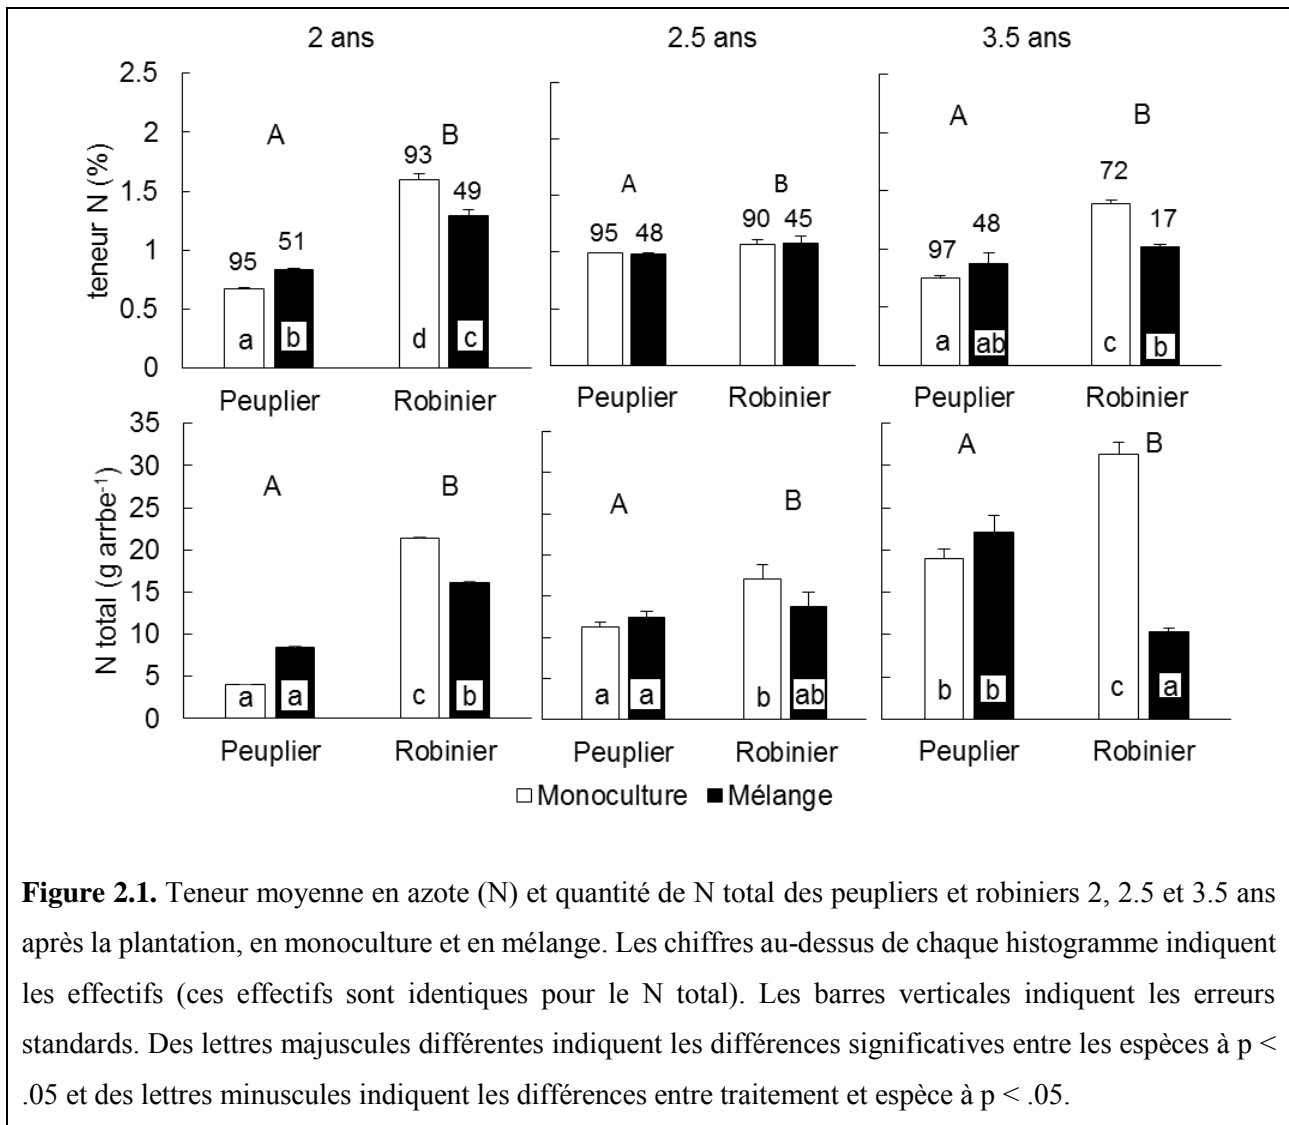 2 ans 2.5 ans 3.5 ans
teneur N (%)
2.5
2
1.5
1
0.5
0
A B
95 51 93 49
a b d c
Peuplier Robinier
A B
95 48 90 45
Peuplier Robinier
A B
97 48 72 17
a ab c b
Peuplier Robinier
N total (g arrbe-1)
35
30
25
20
15
10
5
0
A B
a a c b
Peuplier Robinier
A B
a a b ab
Peuplier Robinier
A B
b b c a
Peuplier Robinier
Monoculture Mélange
Figure 2.1. Teneur moyenne en azote (N) et quantité de N total des peupliers et robiniers 2, 2.5 et 3.5 ans
après la plantation, en monoculture et en mélange. Les chiffres au-dessus de chaque histogramme indiquent
les effectifs (ces effectifs sont identiques pour le N total). Les barres verticales indiquent les erreurs
standards. Des lettres majuscules différentes indiquent les différences significatives entre les espèces à p <
.05 et des lettres minuscules indiquent les différences entre traitement et espèce à p < .05.